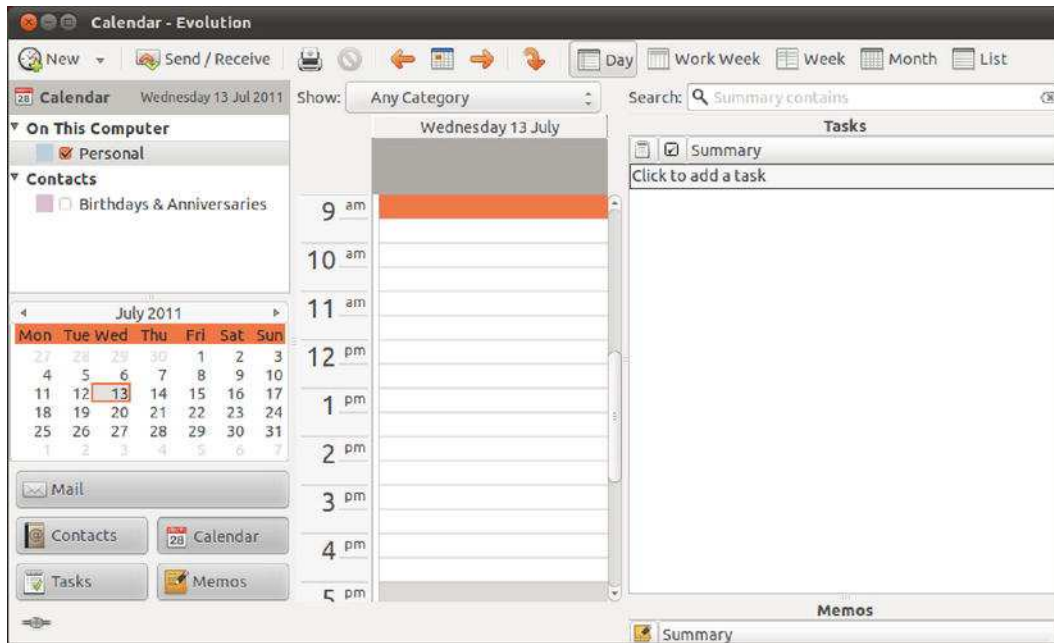 Calendar - Evolution
New Send / Receive Day Work Week Week Month List
28 Calendar Wednesday 13 Jul 2011
On This Computer
Personal
Contacts
Birthdays & Anniversaries
July 2011
Mon Tue Wed Thu Fri Sat Sun
27 28 29 30 1 2 3
4 5 6 7 8 9 10
11 12 13 14 15 16 17
18 19 20 21 22 23 24
25 26 27 28 29 30 31
1 2 3 4 5 6 7
Mail
Contacts 28 Calendar
Tasks Memos
Show: Any Category
Wednesday 13 July
9 am
10 am
11 am
12 pm
1 pm
2 pm
3 pm
4 pm
5 pm
Search: Summary contains
Tasks
Summary
Click to add a task
Memos
Summary